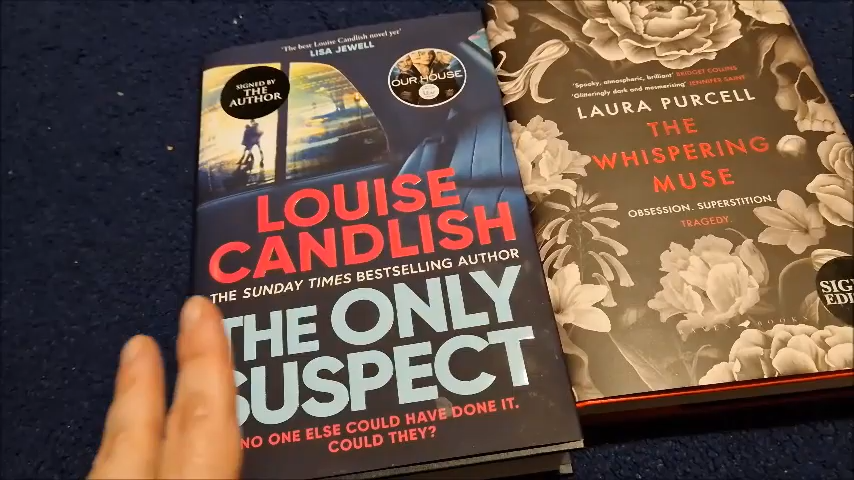 'The best Louise Candlish novel yet'
LISA JEWELL
SIGNED BY
THE
AUTHOR
OUR HOUSE
LOUISE
CANDLISH
THE SUNDAY TIMES BESTSELLING AUTHOR
THE ONLY
SUSPECT
NO ONE ELSE COULD HAVE DONE IT.
COULD THEY?
'Spooky, atmospheric, brilliant' BRIDGET COLLINS
'Glitteringly dark and mesmerising' JENNIFER SAINT
LAURA PURCELL
THE
WHISPERING
MUSE
OBSESSION. SUPERSTITION.
TRAGEDY.
SIGN
EDI